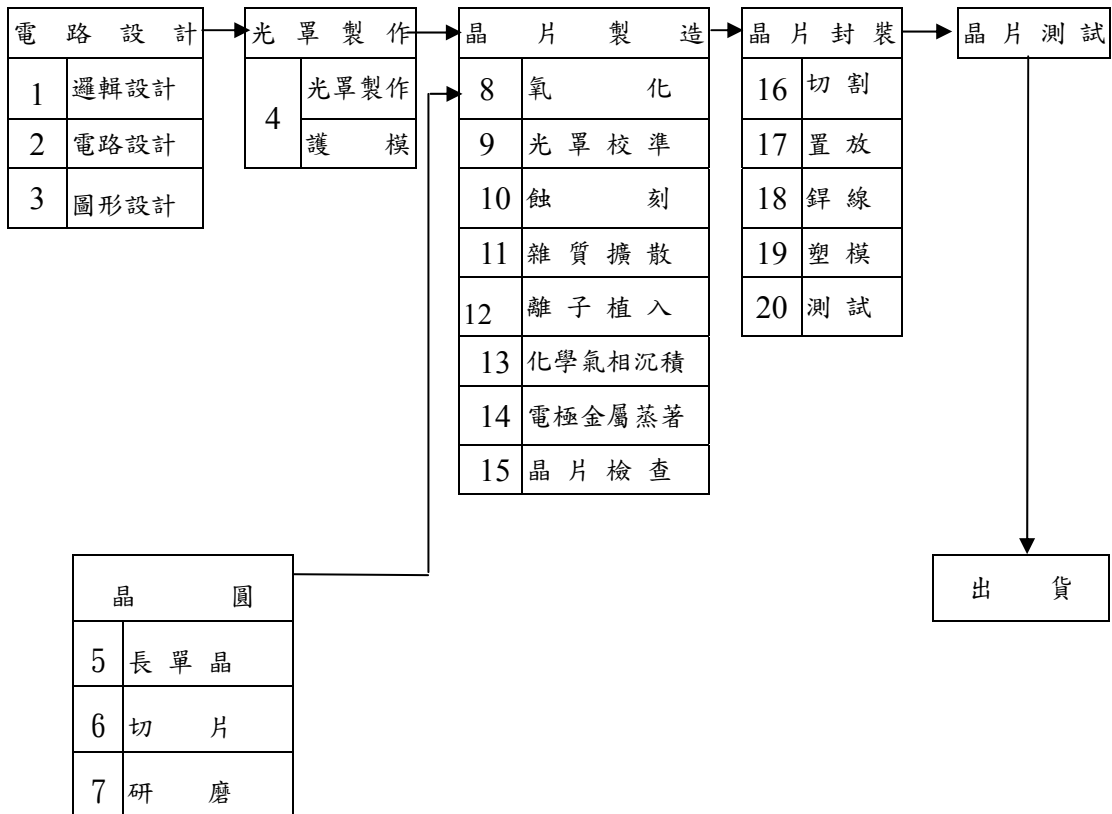 電路設計
1 邏輯設計
2 電路設計
3 圖形設計
光罩製作
4 光罩製作
護模
晶片製造
8 氧化
9 光罩校準
10 蝕刻
11 雜質擴散
12 離子植入
13 化學氣相沉積
14 電極金屬蒸著
15 晶片檢查
晶片封裝
16 切割
17 置放
18 銲線
19 塑模
20 測試
晶片測試
出貨
晶圓
5 長單晶
6 切片
7 研磨